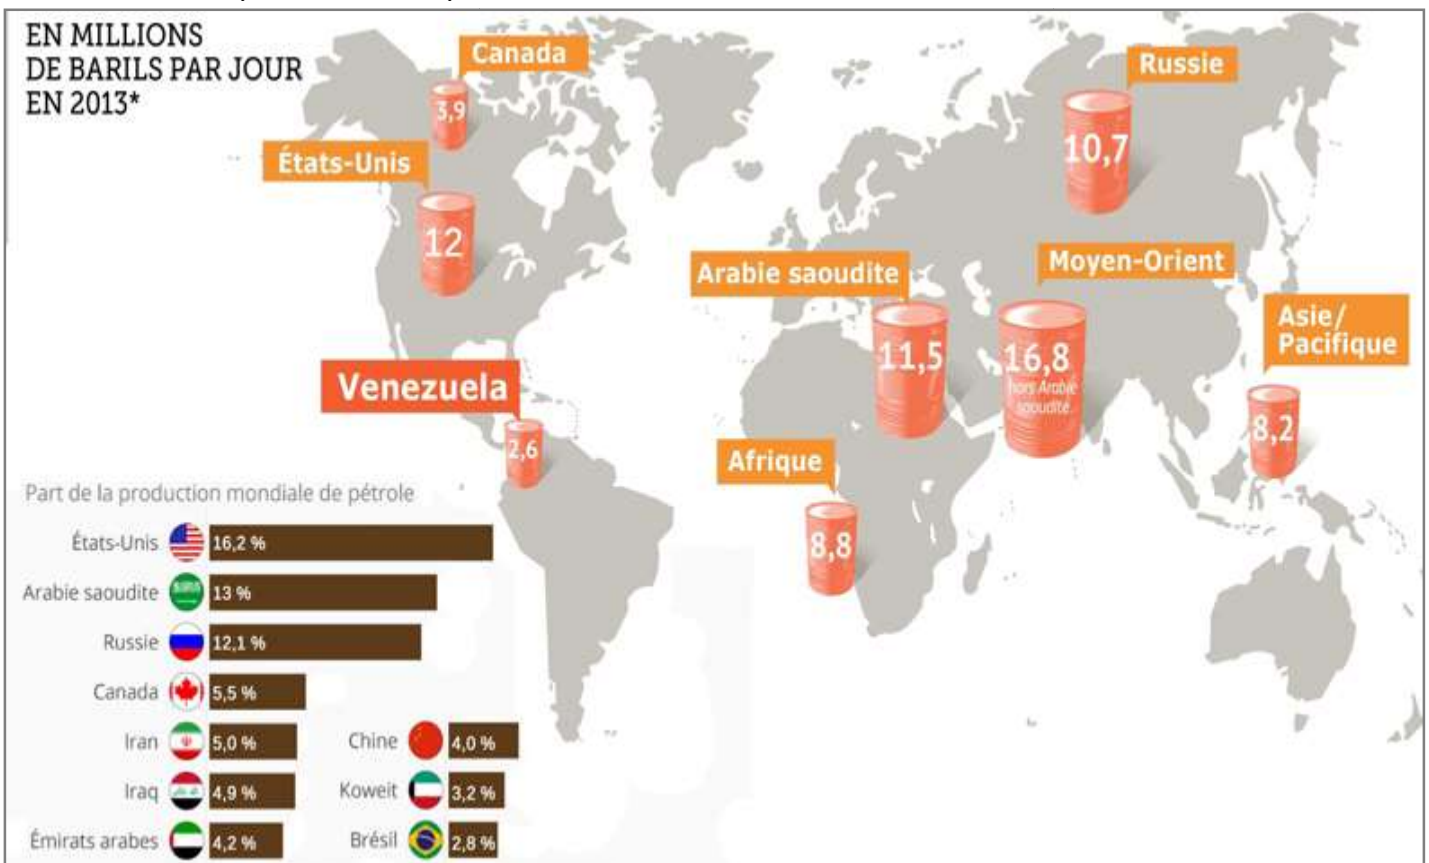 EN MILLIONS
DE BARILS PAR JOUR
EN 2013*
Canada
3,9
États-Unis
12
Russie
10,7
Arabie saoudite
11,5
Moyen-Orient
16,8
hors Arabie
saoudite
Asie/
Pacifique
8,2
Venezuela
2,6
Afrique
8,8
Part de la production mondiale de pétrole
États-Unis 16,2 %
Arabie saoudite 13 %
Russie 12,1 %
Canada 5,5 %
Iran 5,0 %
Iraq 4,9 %
Émirats arabes 4,2 %
Chine 4,0 %
Koweit 3,2 %
Brésil 2,8 %